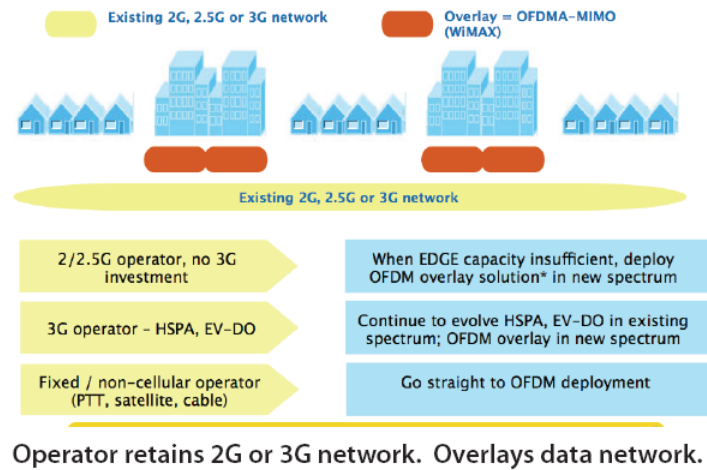 Existing 2G, 2.5G or 3G network
Overlay = OFDMA-MIMO
(WiMAX)
Existing 2G, 2.5G or 3G network
2/2.5G operator, no 3G
investment
When EDGE capacity insufficient, deploy
OFDM overlay solution* in new spectrum
3G operator - HSPA, EV-DO
Continue to evolve HSPA, EV-DO in existing
spectrum; OFDM overlay in new spectrum
Fixed / non-cellular operator
(PTT, satellite, cable)
Go straight to OFDM deployment
Operator retains 2G or 3G network. Overlays data network.